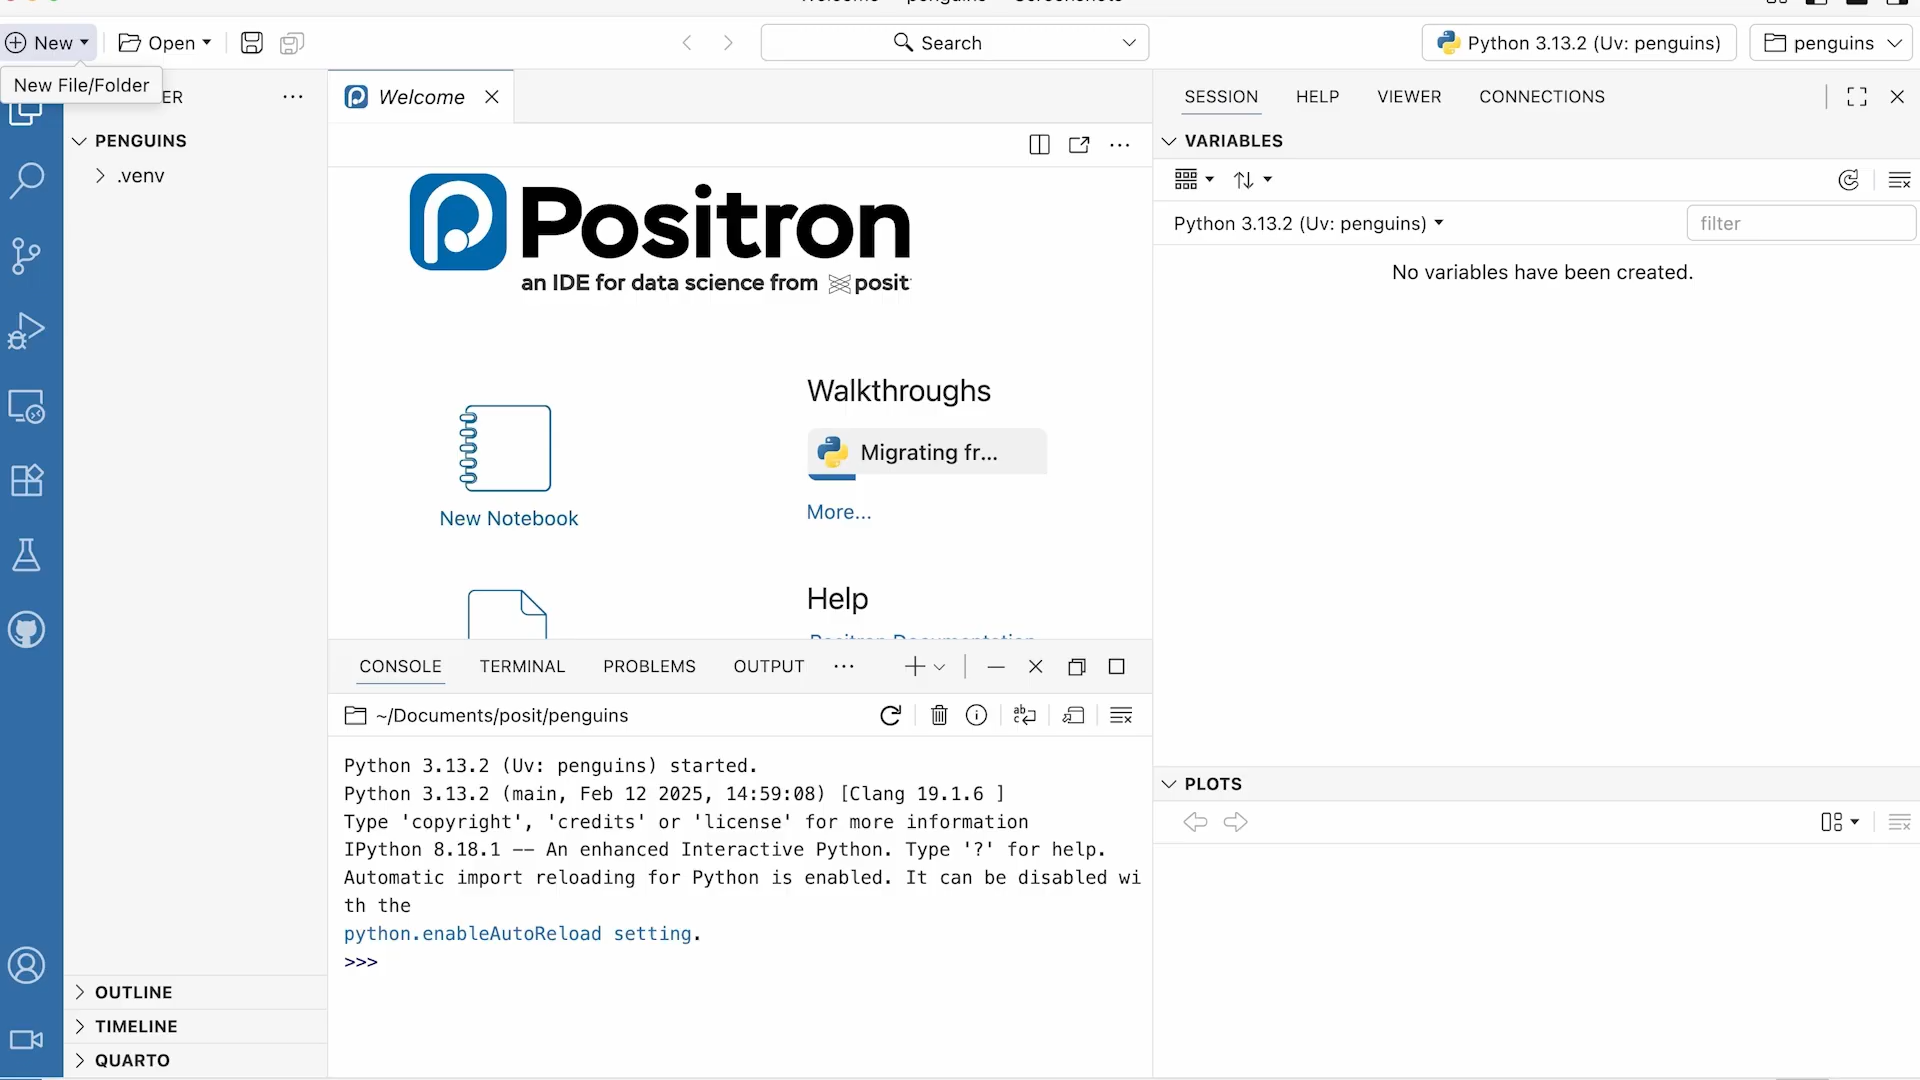 Welcome — penguins — Screenshots
New
Open
Search
Python 3.13.2 (Uv: penguins)
penguins
New File/Folder
ER
PENGUINS
.venv
OUTLINE
TIMELINE
QUARTO
Welcome
Positron
an IDE for data science from posit
New Notebook
Walkthroughs
Migrating fr...
More...
Help
Positron Documentation
CONSOLE
TERMINAL
PROBLEMS
OUTPUT
~/Documents/posit/penguins
Python 3.13.2 (Uv: penguins) started.
Python 3.13.2 (main, Feb 12 2025, 14:59:08) [Clang 19.1.6 ]
Type 'copyright', 'credits' or 'license' for more information
IPython 8.18.1 -- An enhanced Interactive Python. Type '?' for help.
Automatic import reloading for Python is enabled. It can be disabled wi
th the
python.enableAutoReload setting.
>>>
SESSION
HELP
VIEWER
CONNECTIONS
VARIABLES
Python 3.13.2 (Uv: penguins)
filter
No variables have been created.
PLOTS